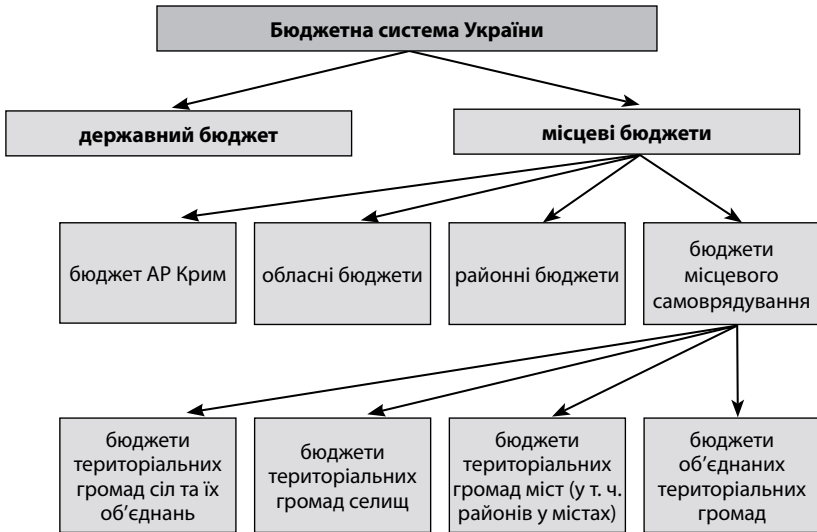 Бюджетна система України
державний бюджет
місцеві бюджети
бюджет АР Крим
обласні бюджети
районні бюджети
бюджети
місцевого
самоврядування
бюджети
територіальних
громад сіл та їх
об’єднань
бюджети
територіальних
громад селищ
бюджети
територіальних
громад міст (у т. ч.
районів у містах)
бюджети
об’єднаних
територіальних
громад